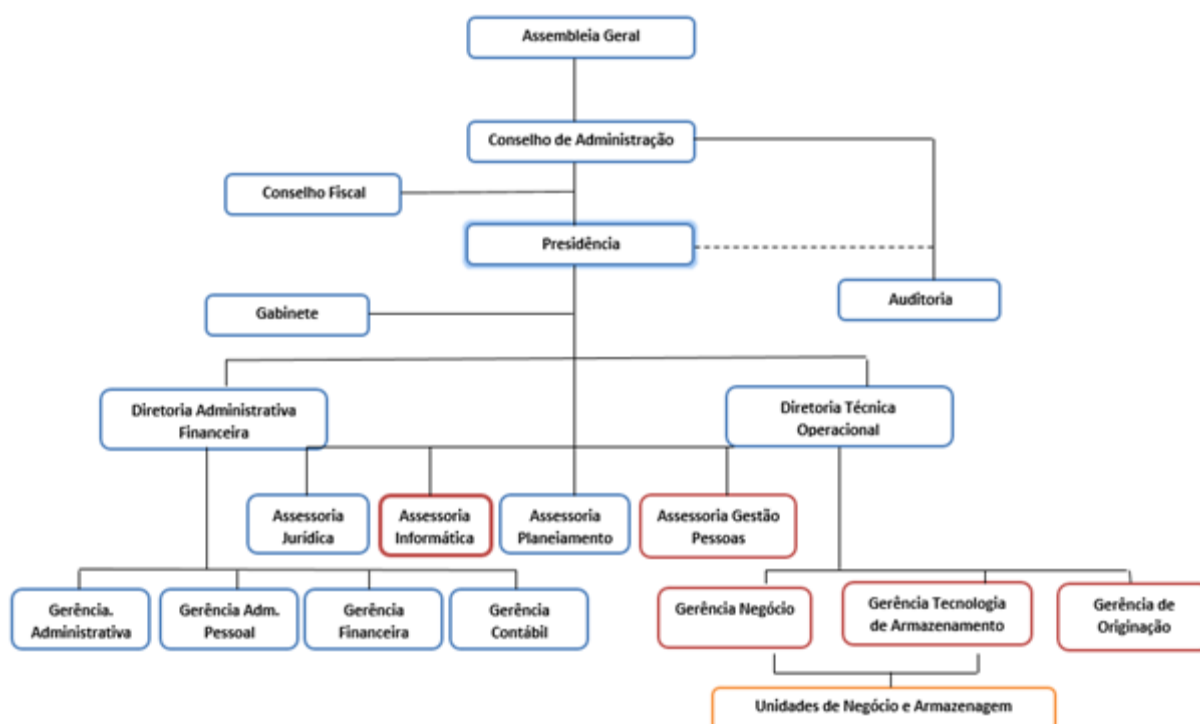 Assembleia Geral
Conselho de Administração
Conselho Fiscal
Presidência
Gabinete
Auditoria
Diretoria Administrativa
Financeira
Diretoria Técnica
Operacional
Assessoria
Jurídica
Assessoria
Informática
Assessoria
Planeiamento
Assessoria Gestão
Pessoas
Gerência.
Administrativa
Gerência Adm.
Pessoal
Gerência
Financeira
Gerência
Contábil
Gerência Negócio
Gerência Tecnologia
de Armazenamento
Gerência de
Originação
Unidades de Negócio e Armazenagem